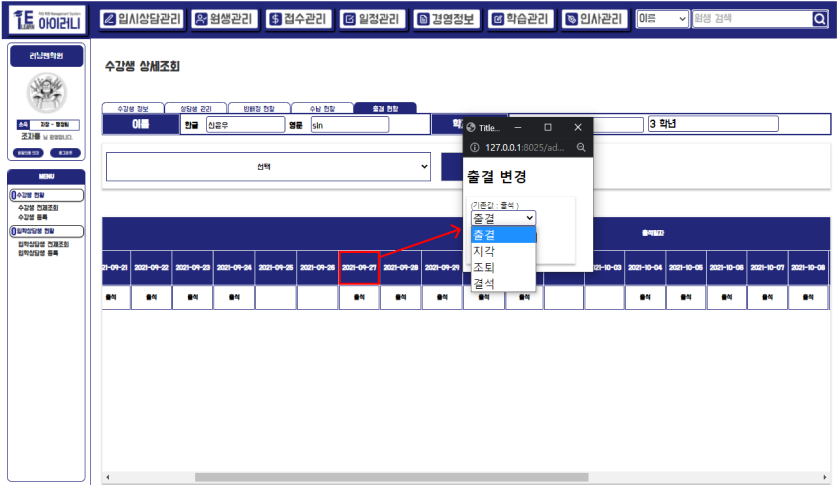 아이러니
입시상담관리
원생관리
접수관리
일정관리
경영정보
학습관리
인사관리
이름
원생 검색
러닝핸학원
수강생 상세조회
수강생 정보
상담생 관리
반배정 현황
수납 현황
출결 현황
이름
한글
신윤우
영문
sin
3 학년
소속
조자룡 님 환영합니다.
로그아웃
선택
MENU
수강생 현황
수강생 전체조회
수강생 등록
입학상담생 현황
입학상담생 전체조회
입학상담생 등록
Title...
127.0.0.1:8025/ad...
출결 변경
(기존값 : 출석 )
출결
출결
지각
조퇴
결석
출석일자
21-09-21 2021-09-22 2021-09-23 2021-09-24 2021-09-25 2021-09-26 2021-09-27 2021-09-28 2021-09-29 021-10-03 2021-10-04 2021-10-05 2021-10-06 2021-10-07 2021-10-08
출석 출석 출석 출석 출석 출석 출석 출석 출석 출석 출석 출석 출석 출석